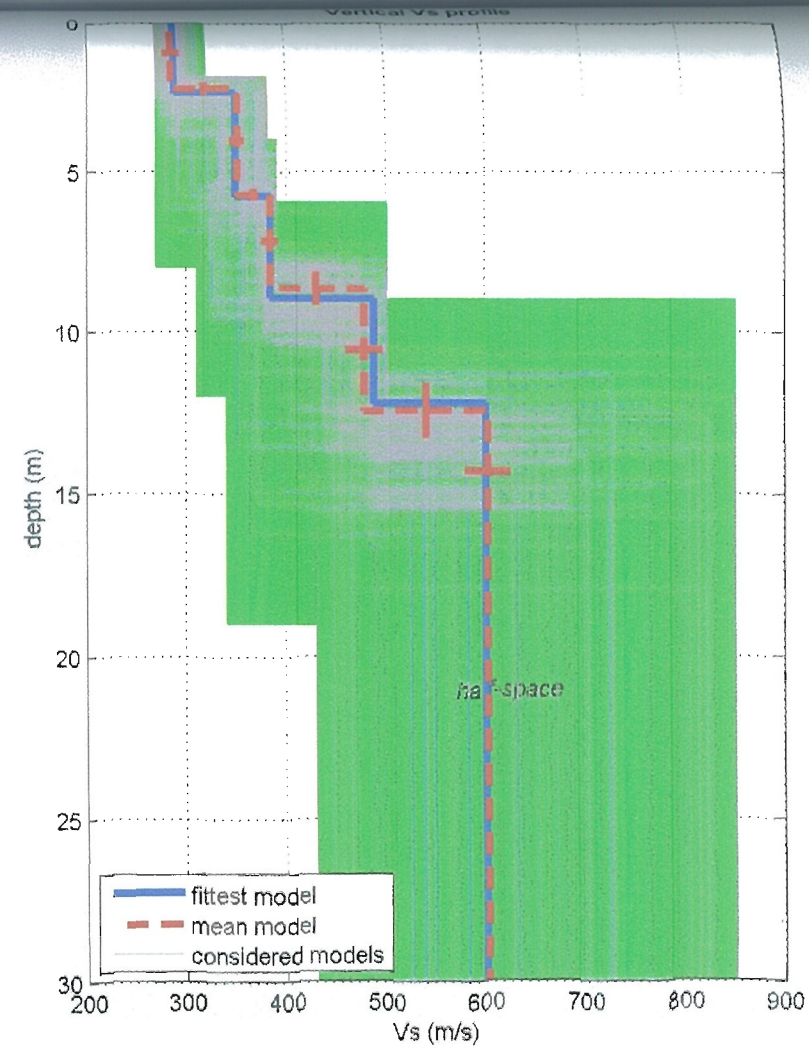 Vertical Vs profile
0
5
10
15
20
25
30
depth (m)
half-space
fittest model
mean model
considered models
200 300 400 500 600 700 800 900
Vs (m/s)